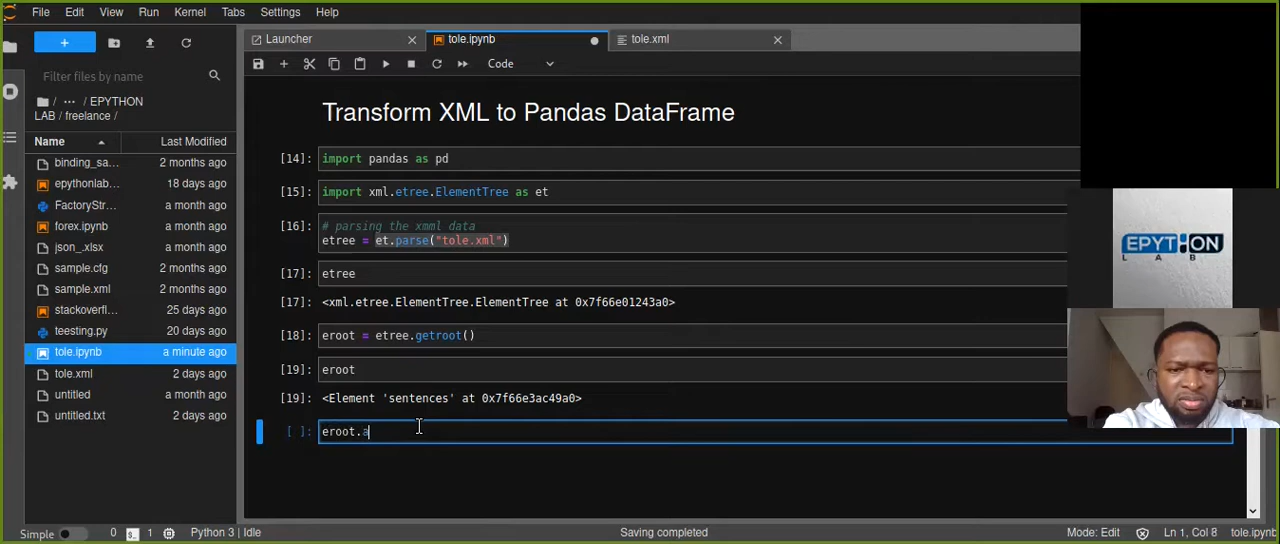 File Edit View Run Kernel Tabs Settings Help
+
Filter files by name
/ ··· / EPYTHON
LAB / freelance /
Name Last Modified
binding_sa... 2 months ago
epythonlab... 18 days ago
FactoryStr... a month ago
forex.ipynb a month ago
json_.xlsx a month ago
sample.cfg 2 months ago
sample.xml 2 months ago
stackoverfl... 25 days ago
teesting.py 20 days ago
tole.ipynb a minute ago
tole.xml 2 days ago
untitled a month ago
untitled.txt 2 days ago
Launcher
tole.ipynb
tole.xml
Code
Transform XML to Pandas DataFrame
[14]: import pandas as pd
[15]: import xml.etree.ElementTree as et
[16]: # parsing the xmml data
etree = et.parse("tole.xml")
[17]: etree
[17]: <xml.etree.ElementTree.ElementTree at 0x7f66e01243a0>
[18]: eroot = etree.getroot()
[19]: eroot
[19]: <Element 'sentences' at 0x7f66e3ac49a0>
[ ]: eroot.a
EPYTHON
LAB
Simple 0 $_ 1 Python 3 | Idle Saving completed Mode: Edit Ln 1, Col 8 tole.ipynb